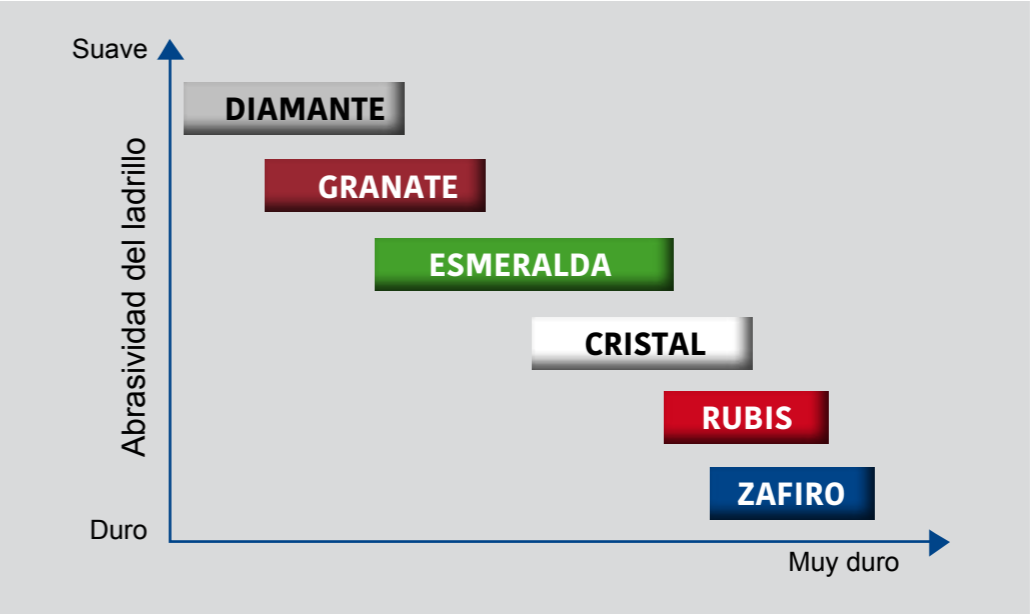 Suave
DIAMANTE
GRANATE
ESMERALDA
CRISTAL
RUBIS
ZAFIRO
Abrasividad del ladrillo
Duro
Muy duro